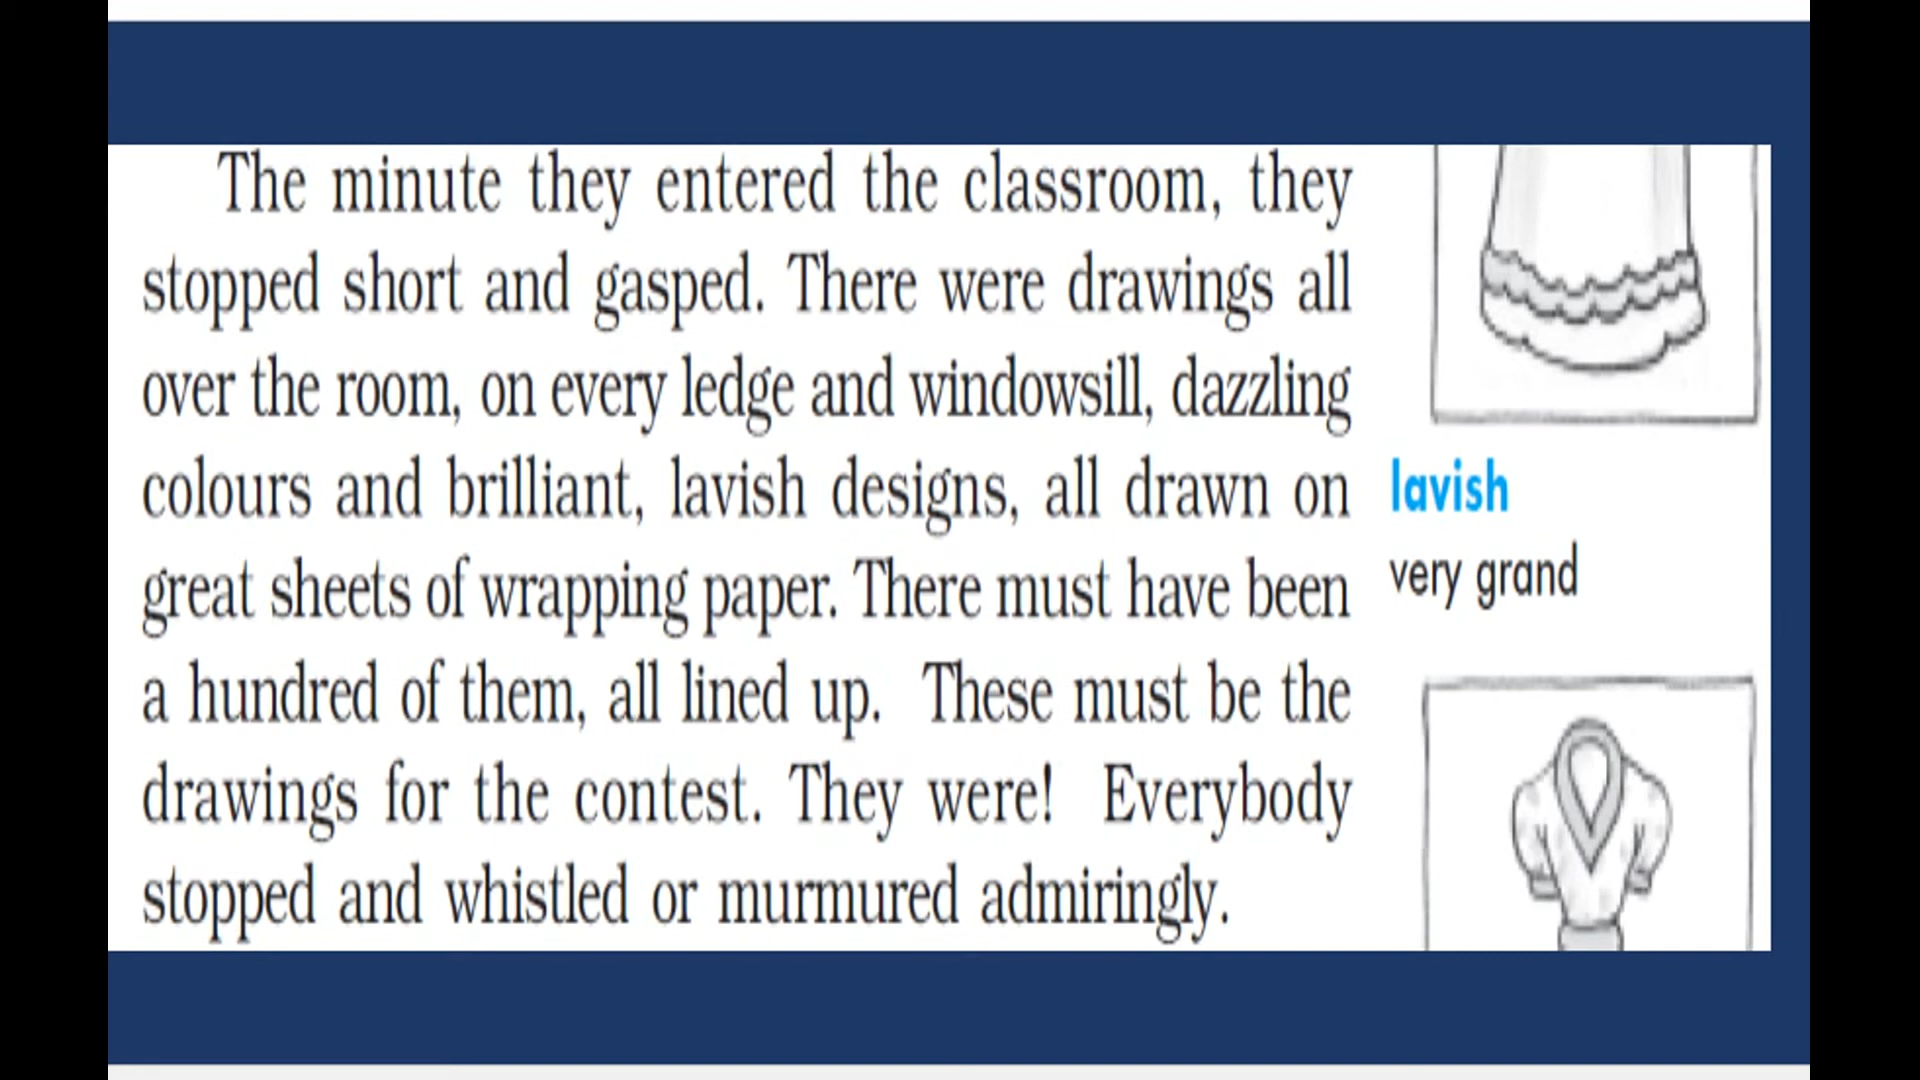 The minute they entered the classroom, they
stopped short and gasped. There were drawings all
over the room, on every ledge and windowsill, dazzling
colours and brilliant, lavish designs, all drawn on
great sheets of wrapping paper. There must have been
a hundred of them, all lined up. These must be the
drawings for the contest. They were! Everybody
stopped and whistled or murmured admiringly.
lavish
very grand